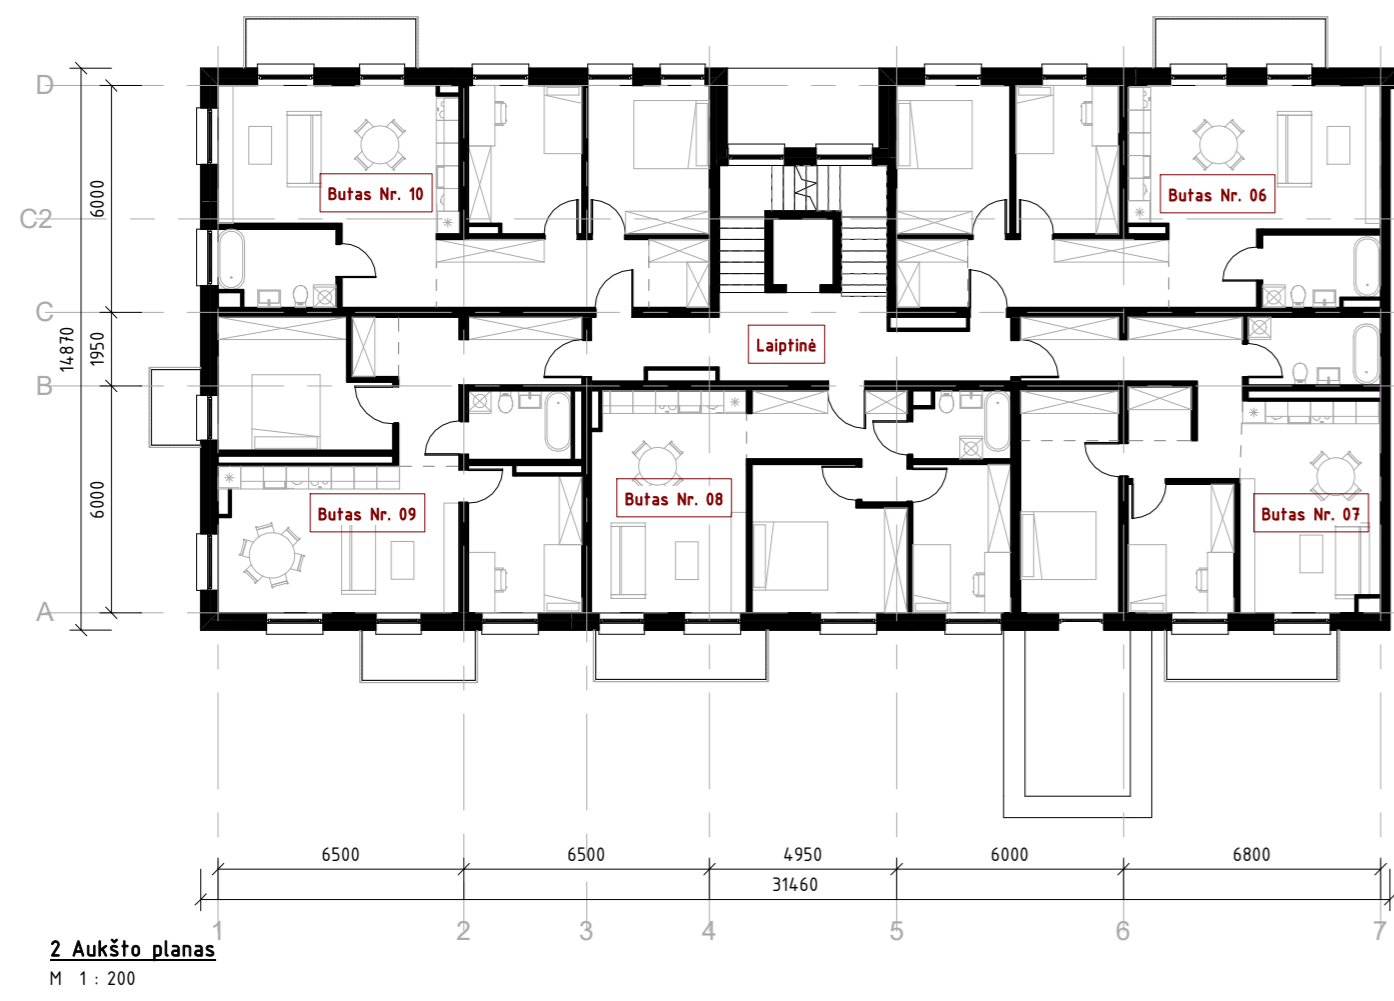 D
Butas Nr. 10
Butas Nr. 06
6000
C2
C
14870
1950
Laiptinė
B
6000
Butas Nr. 09
Butas Nr. 08
Butas Nr. 07
A
6500
6500
4950
6000
6800
31460
1
2
3
4
5
6
7
2 Aukšto planas
M 1 : 200